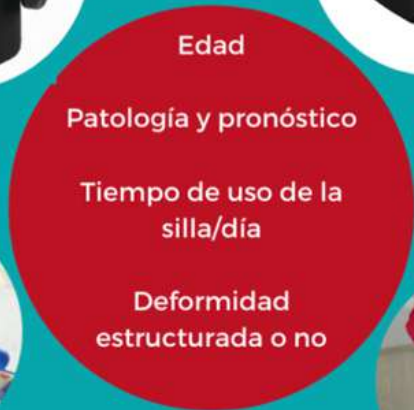 Edad
Patología y pronóstico
Tiempo de uso de la
silla/día
Deformidad
estructurada o no